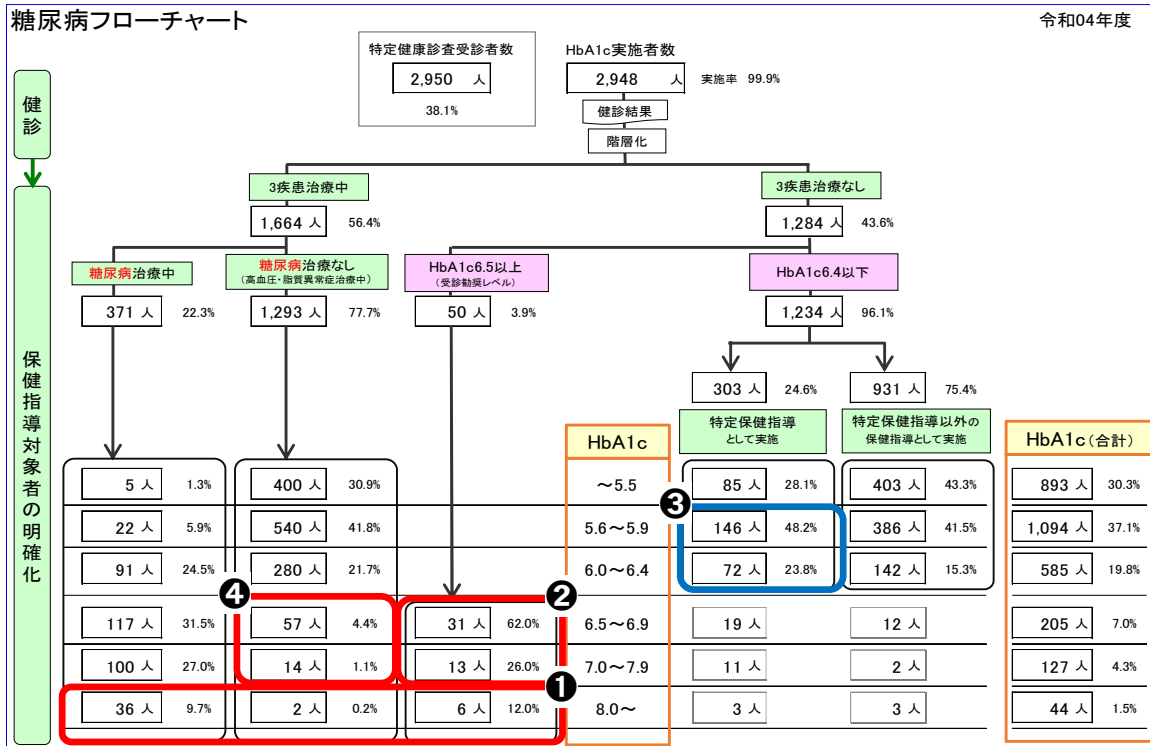 糖尿病フローチャート
令和04年度
特定健康診査受診者数
2,950 人
38.1%
HbA1c実施者数
2,948 人 実施率 99.9%
健診結果
階層化
健診
3疾患治療中
1,664 人 56.4%
3疾患治療なし
1,284 人 43.6%
糖尿病治療中
371 人 22.3%
糖尿病治療なし
(高血圧・脂質異常症治療中)
1,293 人 77.7%
HbA1c6.5以上
(受診勧奨レベル)
50 人 3.9%
HbA1c6.4以下
1,234 人 96.1%
303 人 24.6%
931 人 75.4%
特定保健指導
として実施
特定保健指導以外の
保健指導として実施
保健指導対象者の明確化
HbA1c
HbA1c(合計)
5 人 1.3% 400 人 30.9% ～5.5 85 人 28.1% 403 人 43.3% 893 人 30.3%
❸
22 人 5.9% 540 人 41.8% 5.6～5.9 146 人 48.2% 386 人 41.5% 1,094 人 37.1%
91 人 24.5% 280 人 21.7% 6.0～6.4 72 人 23.8% 142 人 15.3% 585 人 19.8%
❹ ❷
117 人 31.5% 57 人 4.4% 31 人 62.0% 6.5～6.9 19 人 12 人 205 人 7.0%
100 人 27.0% 14 人 1.1% 13 人 26.0% 7.0～7.9 11 人 2 人 127 人 4.3%
❶
36 人 9.7% 2 人 0.2% 6 人 12.0% 8.0～ 3 人 3 人 44 人 1.5%